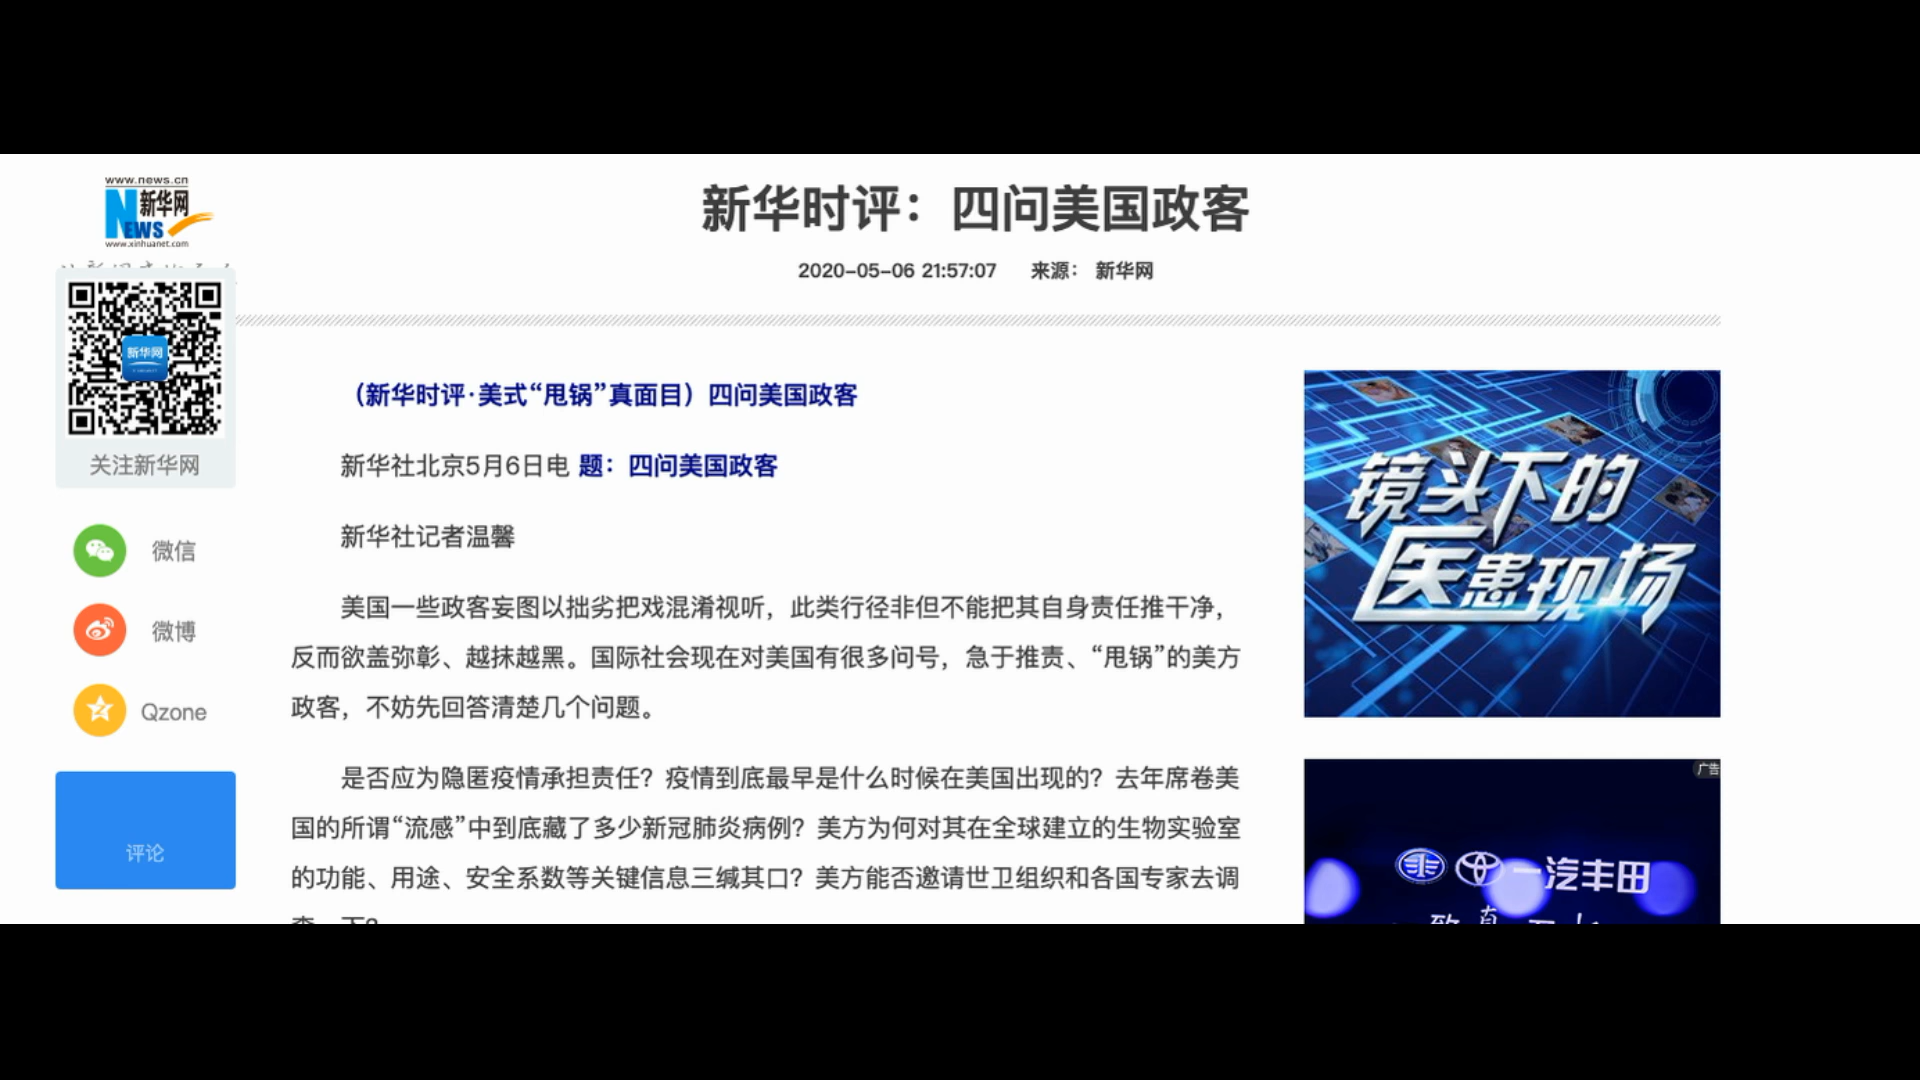 www.news.cn
新华网
NEWS
www.xinhuanet.com
新华时评：四问美国政客
2020-05-06 21:57:07 来源： 新华网
新华网
关注新华网
微信
微博
Qzone
评论
（新华时评·美式“甩锅”真面目）四问美国政客
新华社北京5月6日电 题：四问美国政客
新华社记者温馨
美国一些政客妄图以拙劣把戏混淆视听，此类行径非但不能把其自身责任推干净，
反而欲盖弥彰、越抹越黑。国际社会现在对美国有很多问号，急于推责、“甩锅”的美方
政客，不妨先回答清楚几个问题。
是否应为隐匿疫情承担责任？疫情到底最早是什么时候在美国出现的？去年席卷美
国的所谓“流感”中到底藏了多少新冠肺炎病例？美方为何对其在全球建立的生物实验室
的功能、用途、安全系数等关键信息三缄其口？美方能否邀请世卫组织和各国专家去调
镜头下的
医患现场
广告
一汽丰田